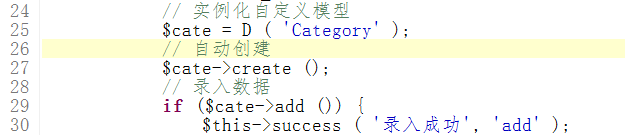 24 // 实例化自定义模型
25 $cate = D ( 'Category' );
26 // 自动创建
27 $cate->create ();
28 // 录入数据
29 if ($cate->add ()) {
30 $this->success ( '录入成功', 'add' );